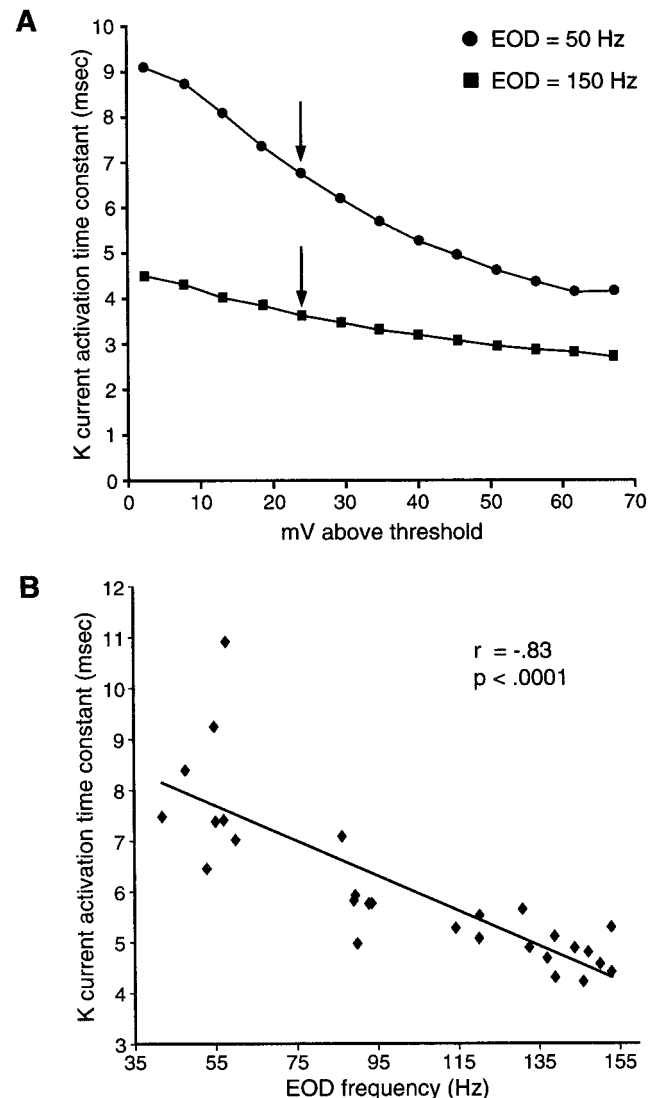 A
K current activation time constant (msec)
10
9
8
7
6
5
4
3
2
1
0
EOD = 50 Hz
EOD = 150 Hz
0 10 20 30 40 50 60 70
mV above threshold
B
K current activation time constant (msec)
12
11
10
9
8
7
6
5
4
3
r = -.83
p < .0001
35 55 75 95 115 135 155
EOD frequency (Hz)